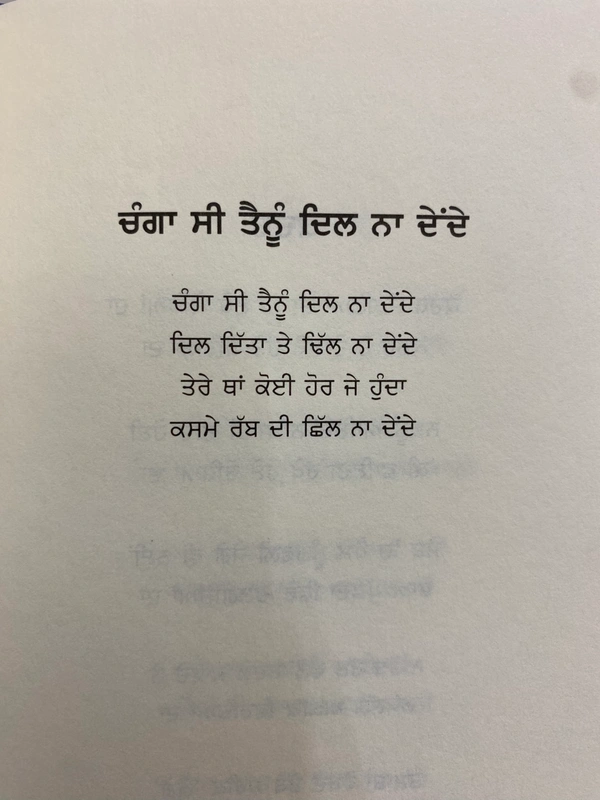 ਚੰਗਾ ਸੀ ਤੈਨੂੰ ਦਿਲ ਨਾ ਦੇਂਦੇ
ਚੰਗਾ ਸੀ ਤੈਨੂੰ ਦਿਲ ਨਾ ਦੇਂਦੇ
ਦਿਲ ਦਿੱਤਾ ਤੇ ਢਿੱਲ ਨਾ ਦੇਂਦੇ
ਤੇਰੇ ਥਾਂ ਕੋਈ ਹੋਰ ਜੇ ਹੁੰਦਾ
ਕਸਮੇ ਰੱਬ ਦੀ ਛਿੱਲ ਨਾ ਦੇਂਦੇ